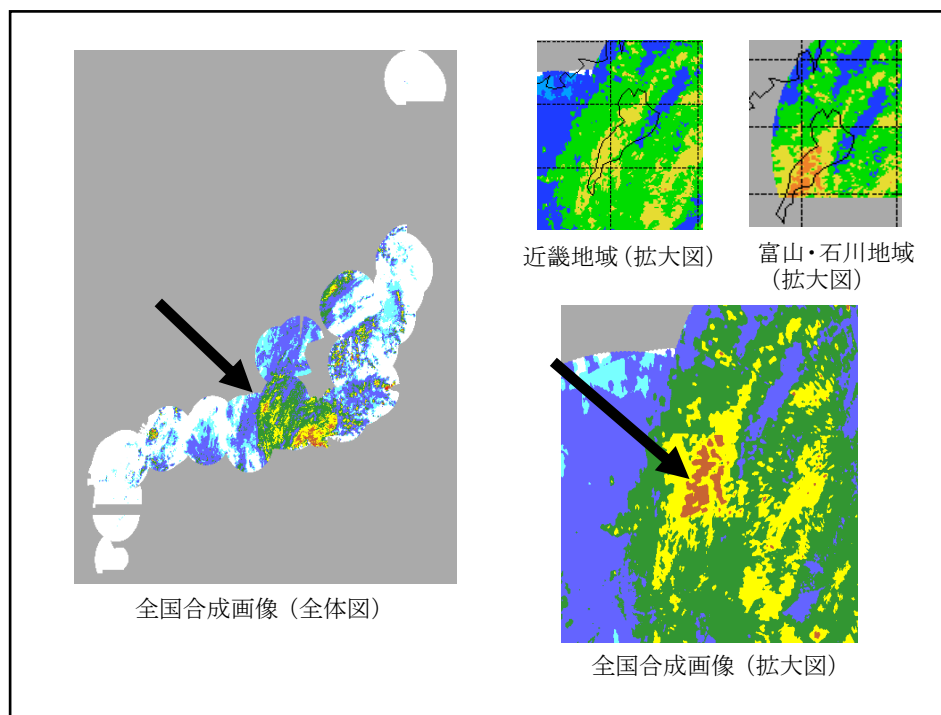 近畿地域（拡大図）
富山・石川地域
（拡大図）
全国合成画像（全体図）
全国合成画像（拡大図）